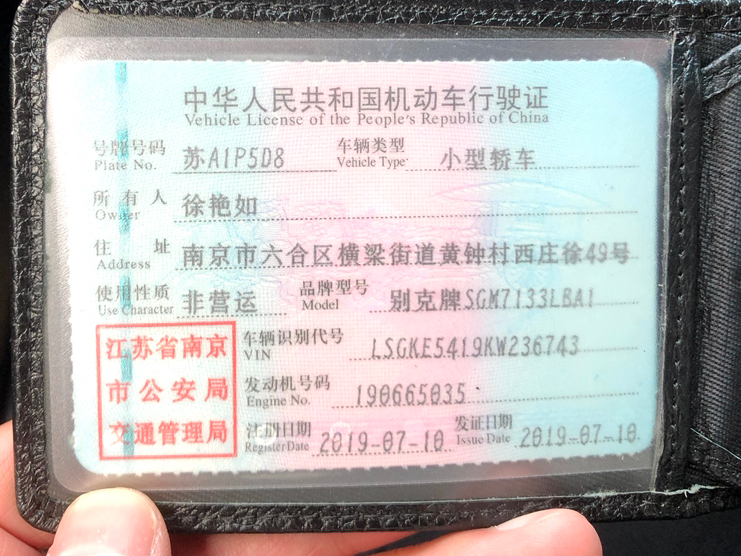 中华人民共和国机动车行驶证
Vehicle License of the People's Republic of China
号牌号码 苏A1P5D8 车辆类型 小型轿车
Plate No. Vehicle Type
所有人 徐艳如
Owner
住址 南京市六合区横梁街道黄钟村西庄徐49号
Address
使用性质 非营运 品牌型号 别克牌SGM7133LBA1
Use Character Model
江苏省南京
市公安局
交通管理局
车辆识别代号 LSGKE5419KW236743
VIN
发动机号码 190665035
Engine No.
注册日期 2019-07-10 发证日期 2019-07-10
Register Date Issue Date